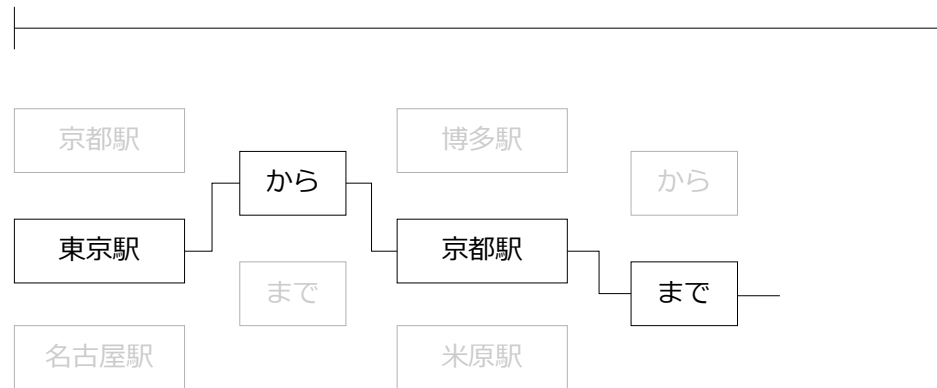 京都駅 博多駅
から から
東京駅 京都駅
まで まで
名古屋駅 米原駅